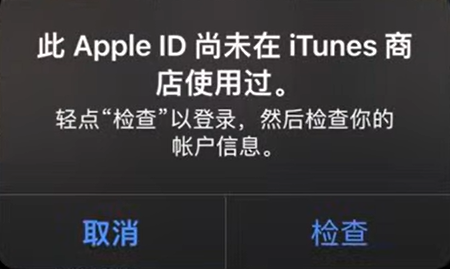 此 Apple ID 尚未在 iTunes 商
店使用过。
轻点“检查”以登录，然后检查你的
帐户信息。
取消
检查